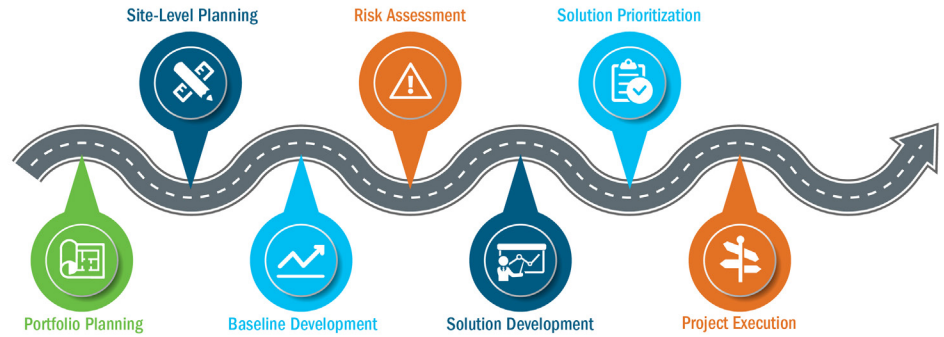 Site-Level Planning
Risk Assessment
Solution Prioritization
Portfolio Planning
Baseline Development
Solution Development
Project Execution